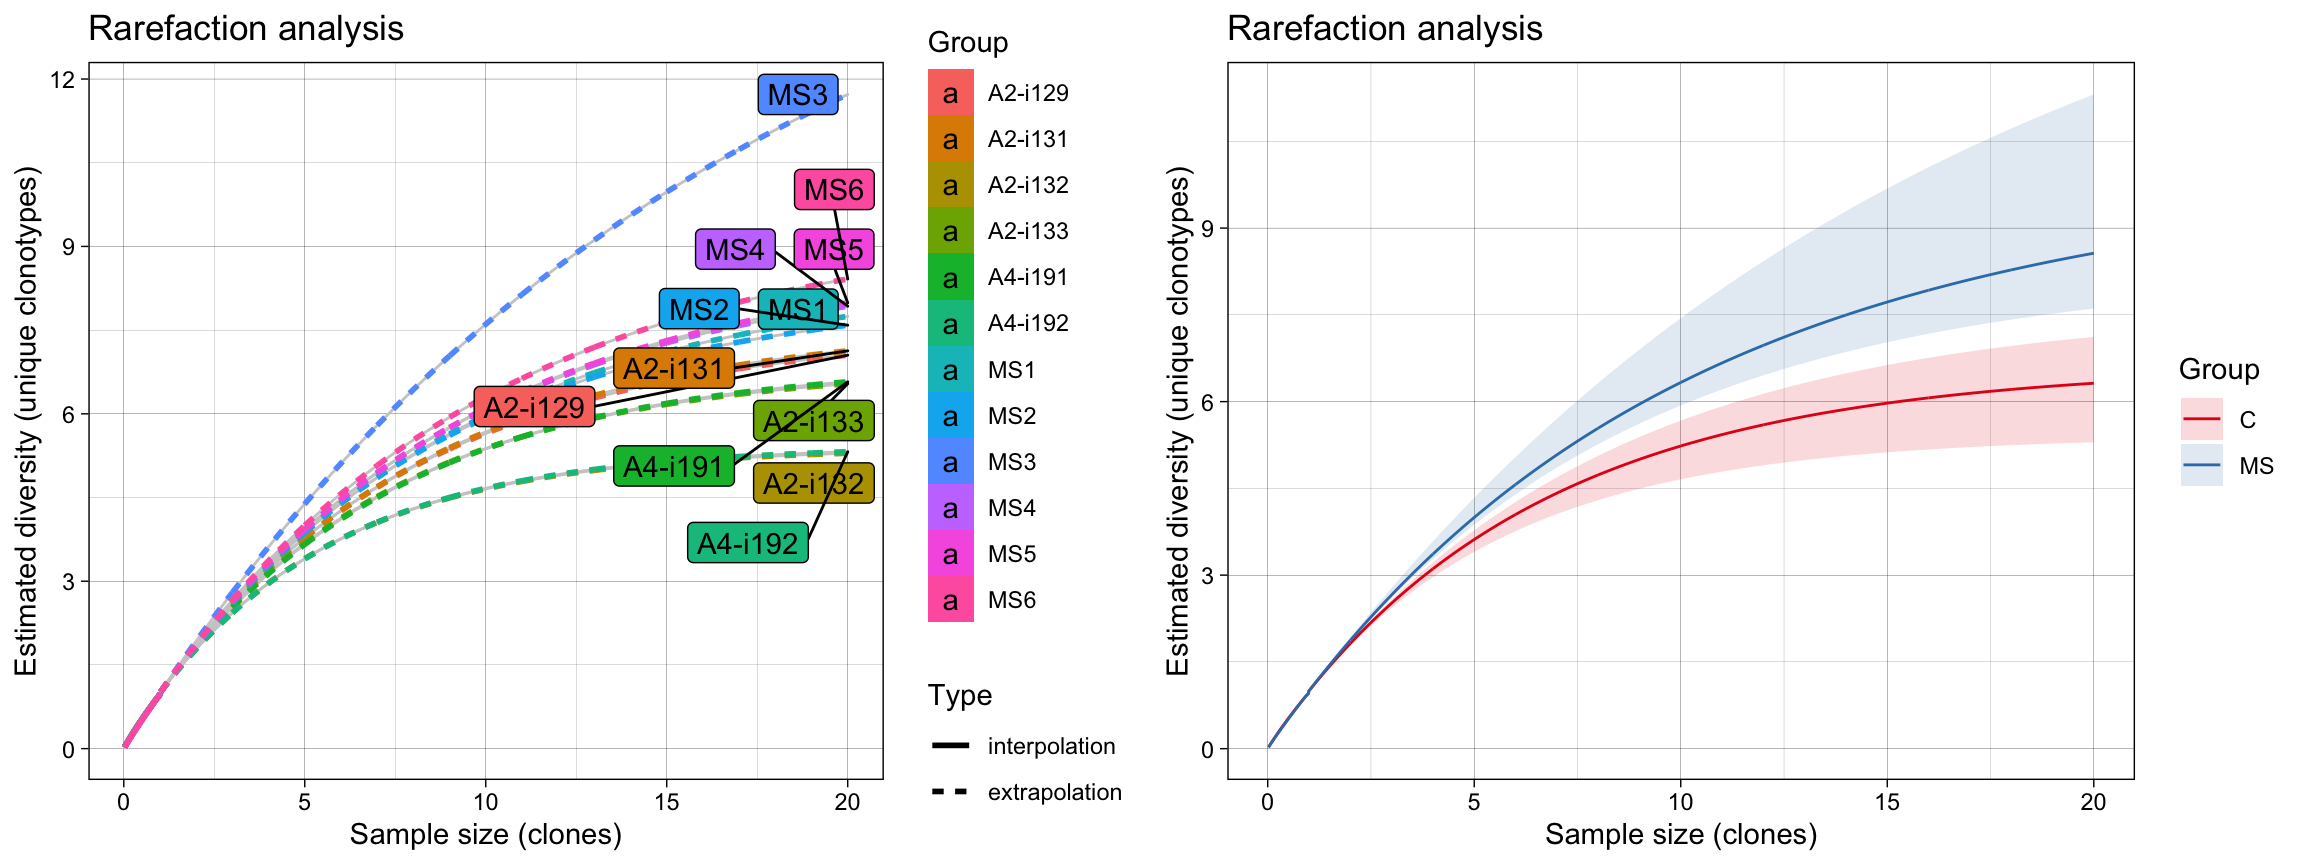 Rarefaction analysis
Estimated diversity (unique clonotypes)
12
9
6
3
0
0 5 10 15 20
Sample size (clones)
MS3
MS6
MS4
MS5
MS2
MS1
A2-i131
A2-i129
A2-i133
A4-i191
A2-i132
A4-i192
Group
a A2-i129
a A2-i131
a A2-i132
a A2-i133
a A4-i191
a A4-i192
a MS1
a MS2
a MS3
a MS4
a MS5
a MS6
Type
interpolation
extrapolation
Rarefaction analysis
Estimated diversity (unique clonotypes)
9
6
3
0
0 5 10 15 20
Sample size (clones)
Group
C
MS